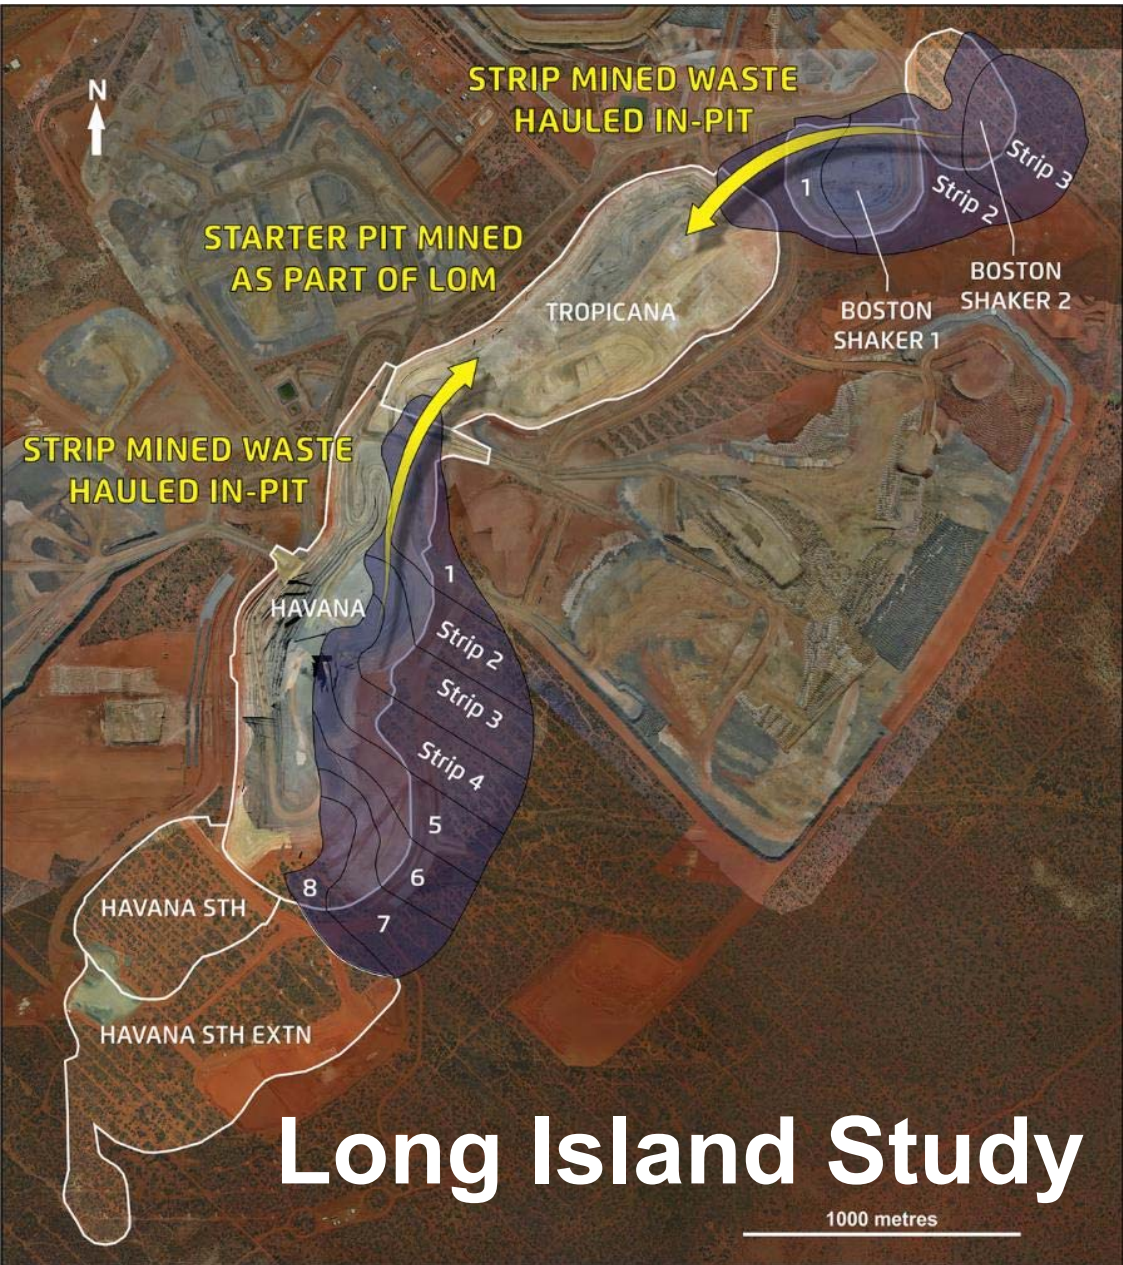 STRIP MINED WASTE
HAULED IN-PIT
N
Strip 3
1
Strip 2
STARTER PIT MINED
AS PART OF LOM
BOSTON
SHAKER 2
TROPICANA
BOSTON
SHAKER 1
STRIP MINED WASTE
HAULED IN-PIT
1
HAVANA
Strip 2
Strip 3
Strip 4
5
6
8
7
HAVANA STH
HAVANA STH EXTN
Long Island Study
1000 metres